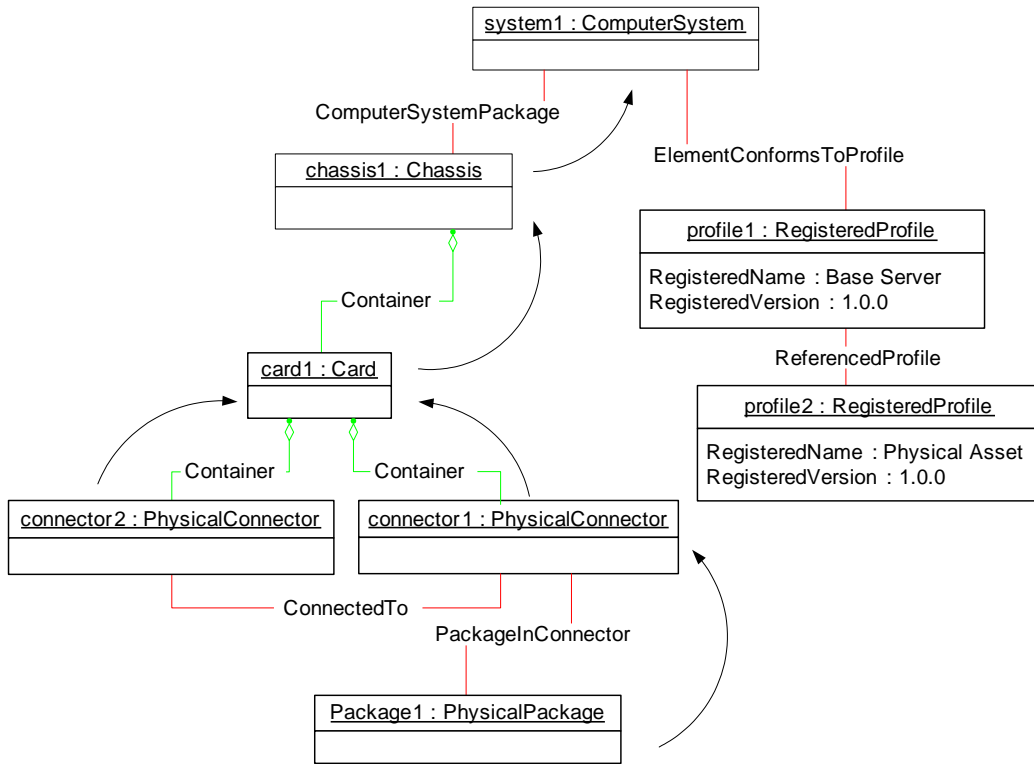 system1 : ComputerSystem
ComputerSystemPackage
ElementConformsToProfile
chassis1 : Chassis
profile1 : RegisteredProfile
RegisteredName : Base Server
RegisteredVersion : 1.0.0
Container
ReferencedProfile
card1 : Card
profile2 : RegisteredProfile
RegisteredName : Physical Asset
RegisteredVersion : 1.0.0
Container
Container
connector2 : PhysicalConnector
connector1 : PhysicalConnector
ConnectedTo
PackageInConnector
Package1 : PhysicalPackage